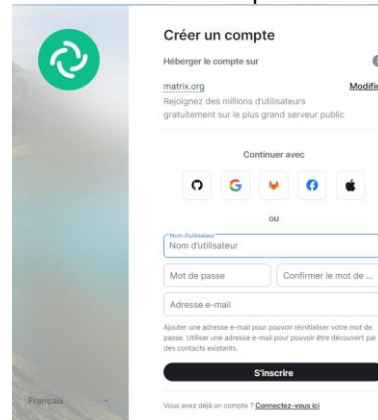 Créer un compte
Héberger le compte sur
matrix.org
Rejoignez des millions d'utilisateurs
gratuitement sur le plus grand serveur public
Continuer avec
ou
Nom d'utilisateur
Nom d'utilisateur
Mot de passe Confirmer le mot de ...
Adresse e-mail
Ajouter une adresse e-mail pour pouvoir réinitialiser votre mot de
passe. Utiliser une adresse e-mail pour pouvoir être découvert par
des contacts existants.
S'inscrire
Français
Vous avez déjà un compte ? Connectez-vous ici